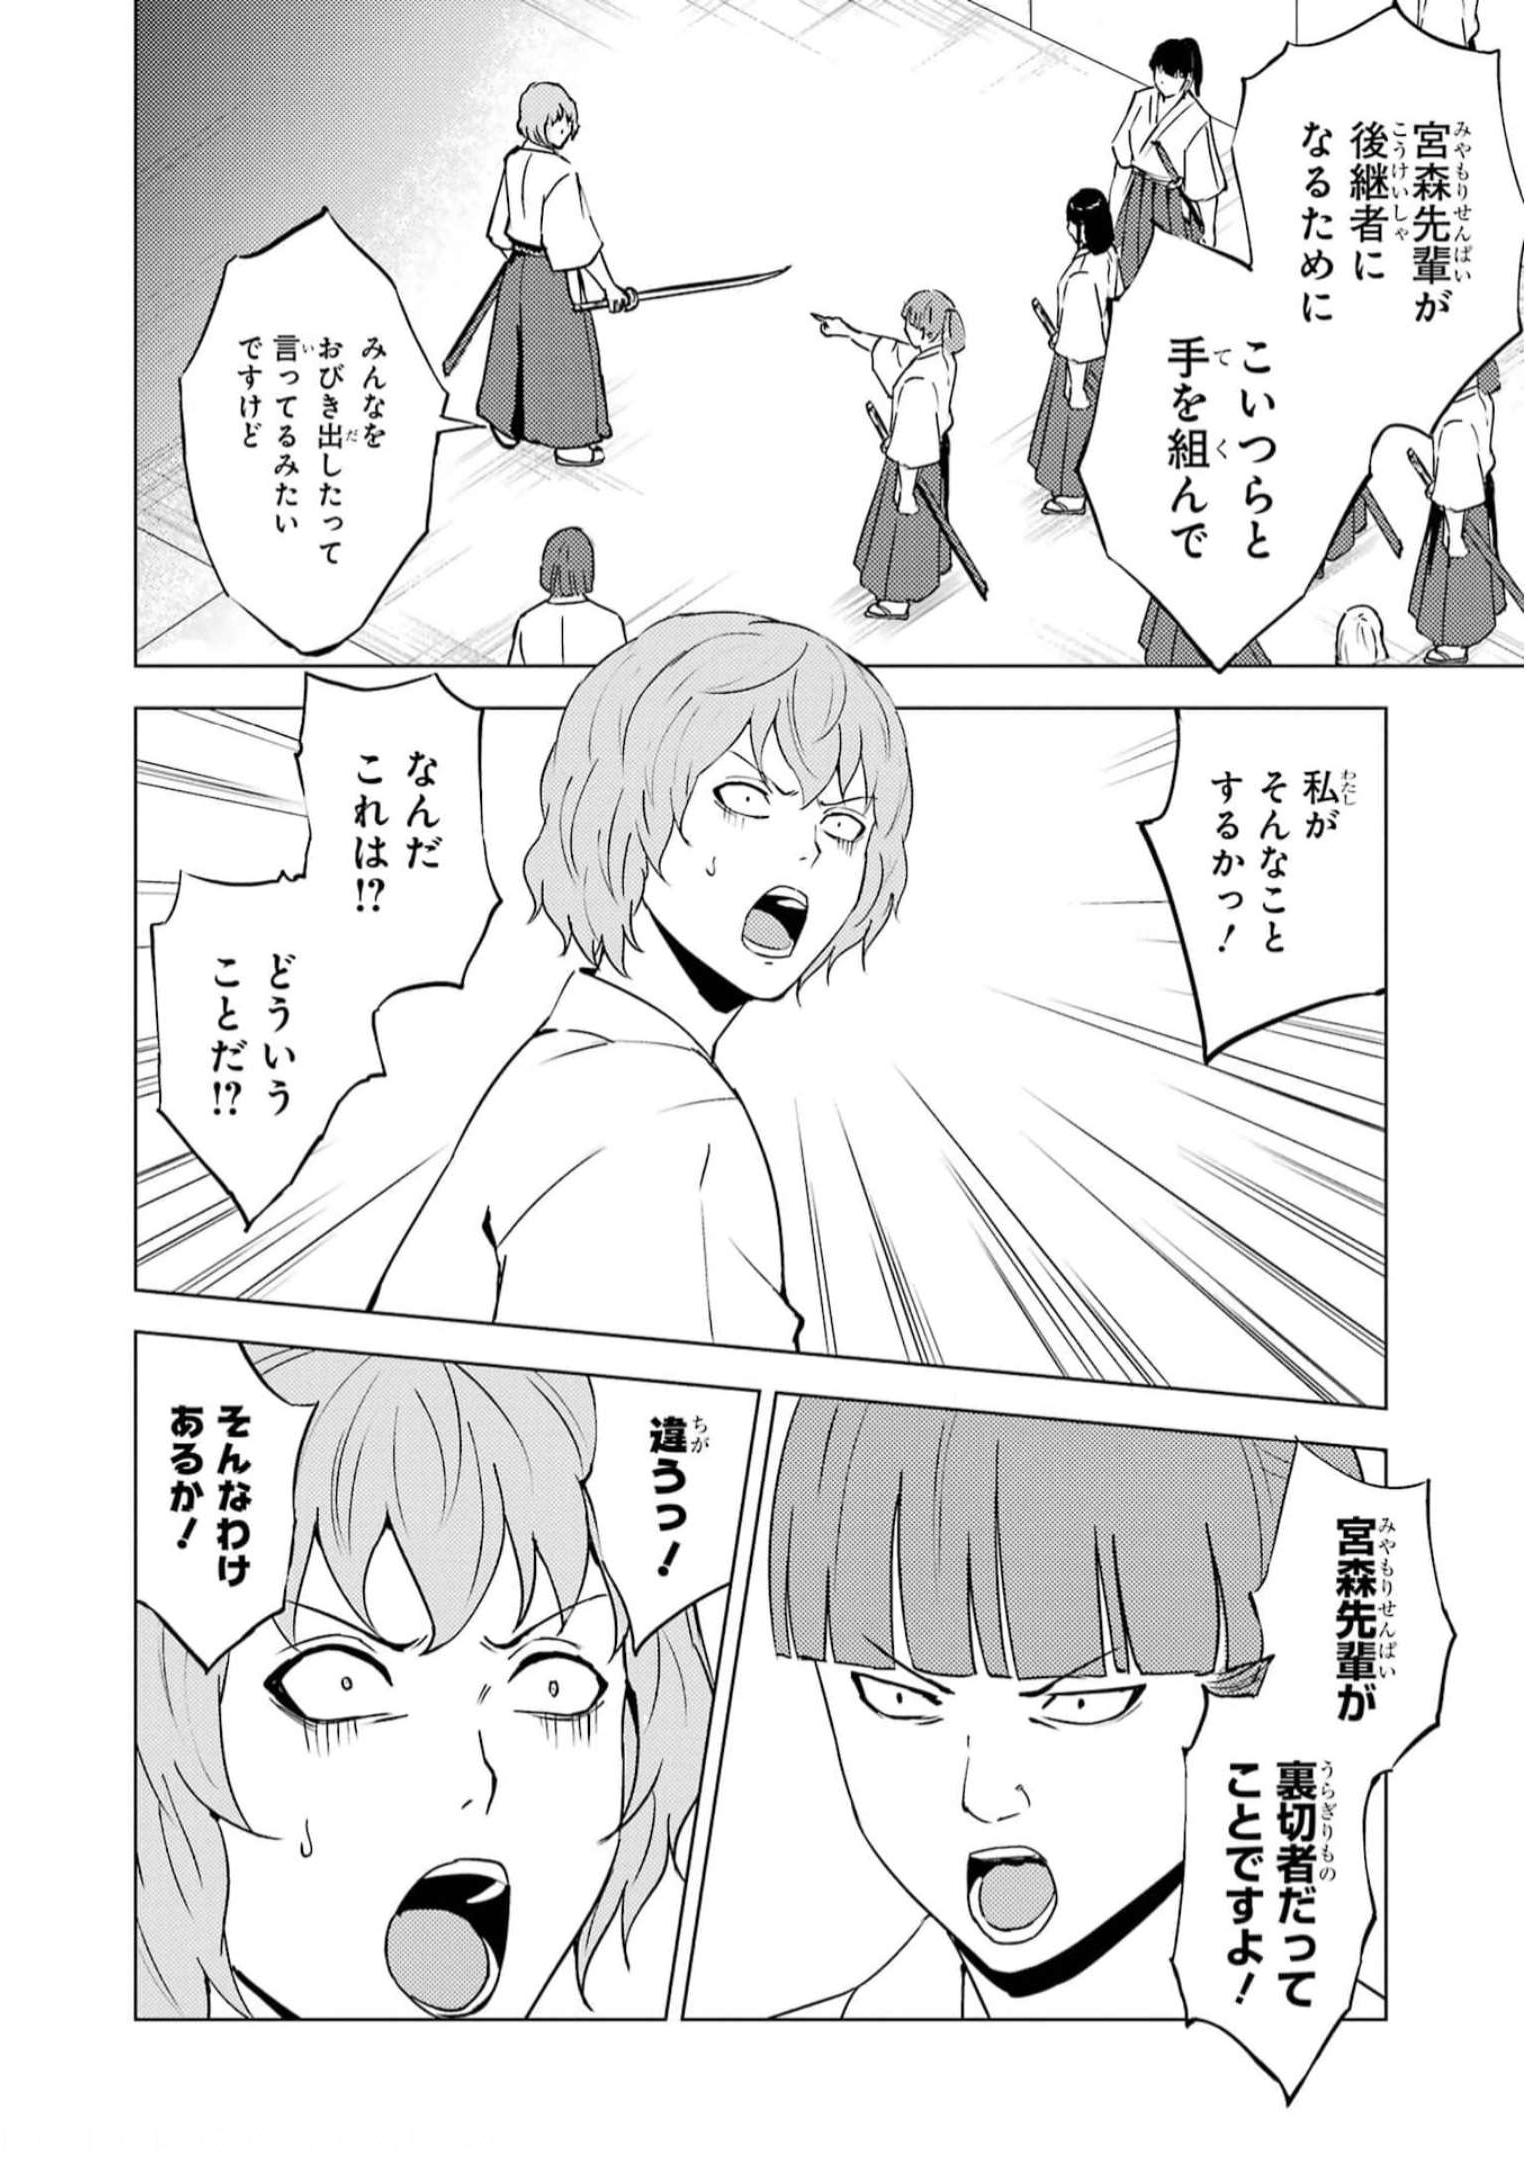 宮森先輩が
後継者に
なるために
こいつらと
手を組んで
みんなを
おびき出したって
言ってるみたい
ですけど
私が
そんなこと
するかっ！
なんだ
これは!?
どういう
ことだ!?
宮森先輩が
裏切者だって
ことですよ！
違うっ！
そんなわけ
あるか！